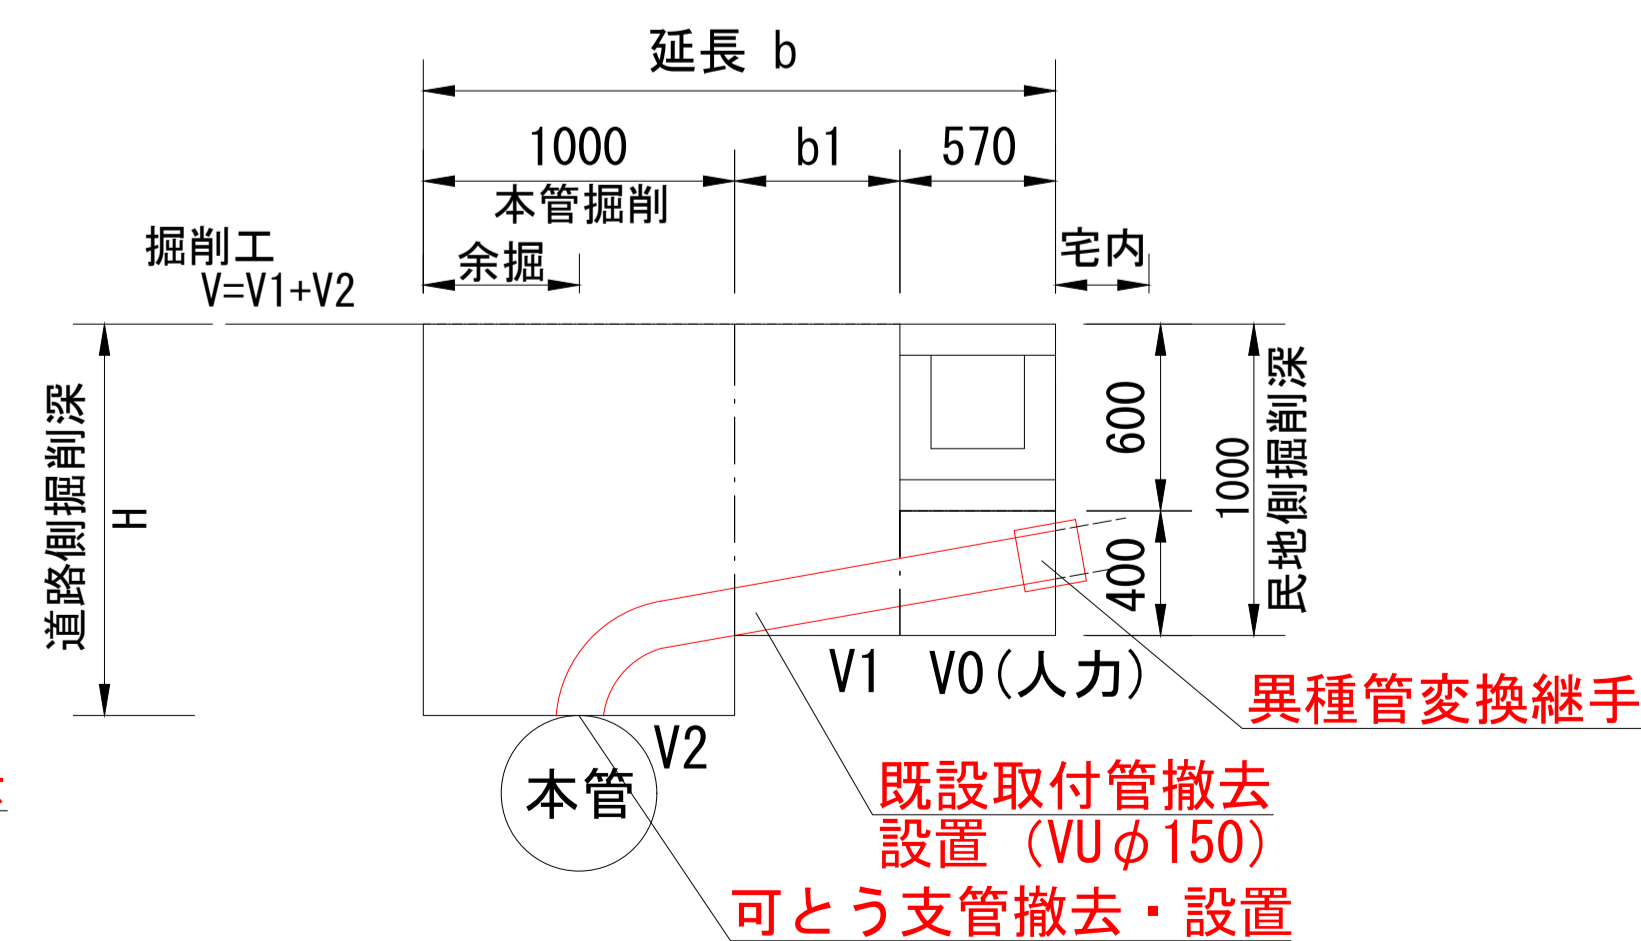 延長 b
1000
b1
570
本管掘削
掘削工
V=V1+V2
余掘
宅内
道路側掘削深
H
600
400
1000
民地側掘削深
V1
V0(人力)
V2
本管
異種管変換継手
既設取付管撤去
設置（VUφ150）
可とう支管撤去・設置